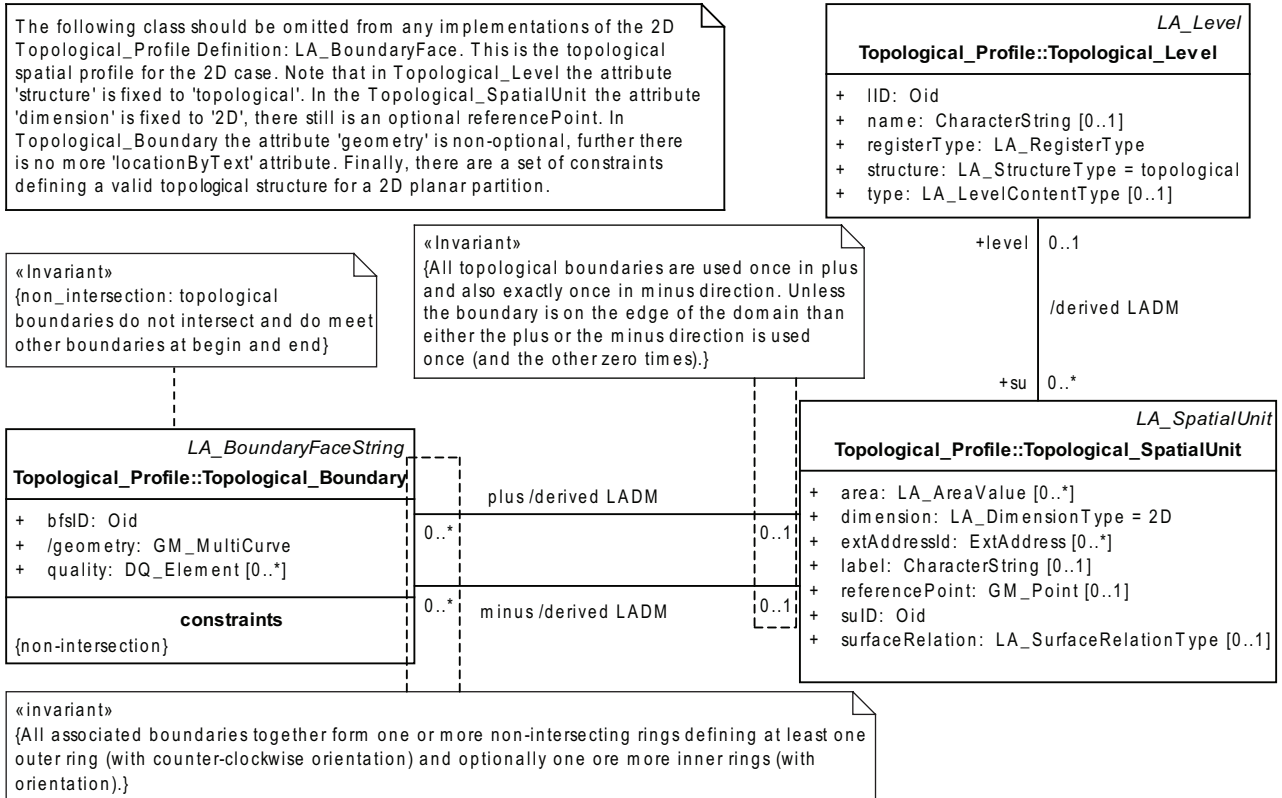 The following class should be omitted from any implementations of the 2D
Topological_Profile Definition: LA_BoundaryFace. This is the topological
spatial profile for the 2D case. Note that in Topological_Level the attribute
'structure' is fixed to 'topological'. In the Topological_SpatialUnit the attribute
'dimension' is fixed to '2D', there still is an optional referencePoint. In
Topological_Boundary the attribute 'geometry' is non-optional, further there
is no more 'locationByText' attribute. Finally, there are a set of constraints
defining a valid topological structure for a 2D planar partition.
LA_Level
Topological_Profile::Topological_Level
+ lID: Oid
+ name: CharacterString [0..1]
+ registerType: LA_RegisterType
+ structure: LA_StructureType = topological
+ type: LA_LevelContentType [0..1]
+level 0..1
/derived LADM
+su 0..*
«Invariant»
{non_intersection: topological
boundaries do not intersect and do meet
other boundaries at begin and end}
«Invariant»
{All topological boundaries are used once in plus
and also exactly once in minus direction. Unless
the boundary is on the edge of the domain than
either the plus or the minus direction is used
once (and the other zero times).}
LA_BoundaryFaceString
Topological_Profile::Topological_Boundary
+ bfsID: Oid
+ /geometry: GM_MultiCurve
+ quality: DQ_Element [0..*]
constraints
{non-intersection}
plus /derived LADM
0..* 0..1
0..* 0..1
minus /derived LADM
LA_SpatialUnit
Topological_Profile::Topological_SpatialUnit
+ area: LA_AreaValue [0..*]
+ dimension: LA_DimensionType = 2D
+ extAddressId: ExtAddress [0..*]
+ label: CharacterString [0..1]
+ referencePoint: GM_Point [0..1]
+ suID: Oid
+ surfaceRelation: LA_SurfaceRelationType [0..1]
«invariant»
{All associated boundaries together form one or more non-intersecting rings defining at least one
outer ring (with counter-clockwise orientation) and optionally one ore more inner rings (with
orientation).}